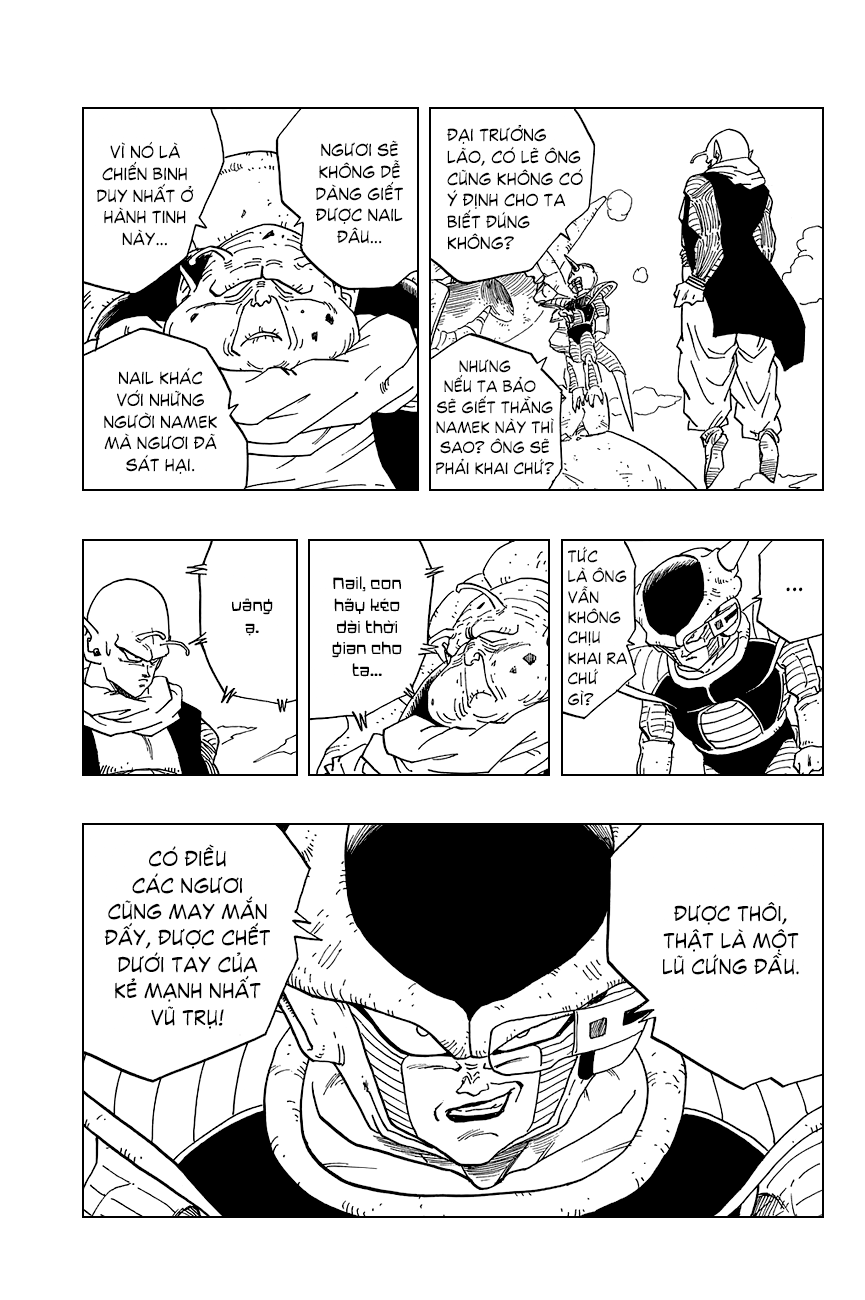 ĐẠI TRƯỞNG
LÃO, CÓ LẼ ÔNG
CŨNG KHÔNG CÓ
Ý ĐỊNH CHO TA
BIẾT ĐÚNG
KHÔNG?
NHƯNG
NẾU TA BẢO
SẼ GIẾT THẰNG
NAMEK NÀY THÌ
SAO? ÔNG SẼ
PHẢI KHAI CHỨ?
NGƯƠI SẼ
KHÔNG DỄ
DÀNG GIẾT
ĐƯỢC NAIL
ĐÂU...
VÌ NÓ LÀ
CHIẾN BINH
DUY NHẤT Ở
HÀNH TINH
NÀY...
NAIL KHÁC
VỚI NHỮNG
NGƯỜI NAMEK
MÀ NGƯƠI ĐÃ
SÁT HẠI.
...
TỨC
LÀ ÔNG
VẪN
KHÔNG
CHỊU
KHAI RA
CHỨ
GÌ?
Nail, con
hãy kéo
dài thời
gian cho
ta...
vâng
ạ.
ĐƯỢC THÔI,
THẬT LÀ MỘT
LŨ CỨNG ĐẦU.
CÓ ĐIỀU
CÁC NGƯƠI
CŨNG MAY MẮN
ĐẤY, ĐƯỢC CHẾT
DƯỚI TAY CỦA
KẺ MẠNH NHẤT
VŨ TRỤ!